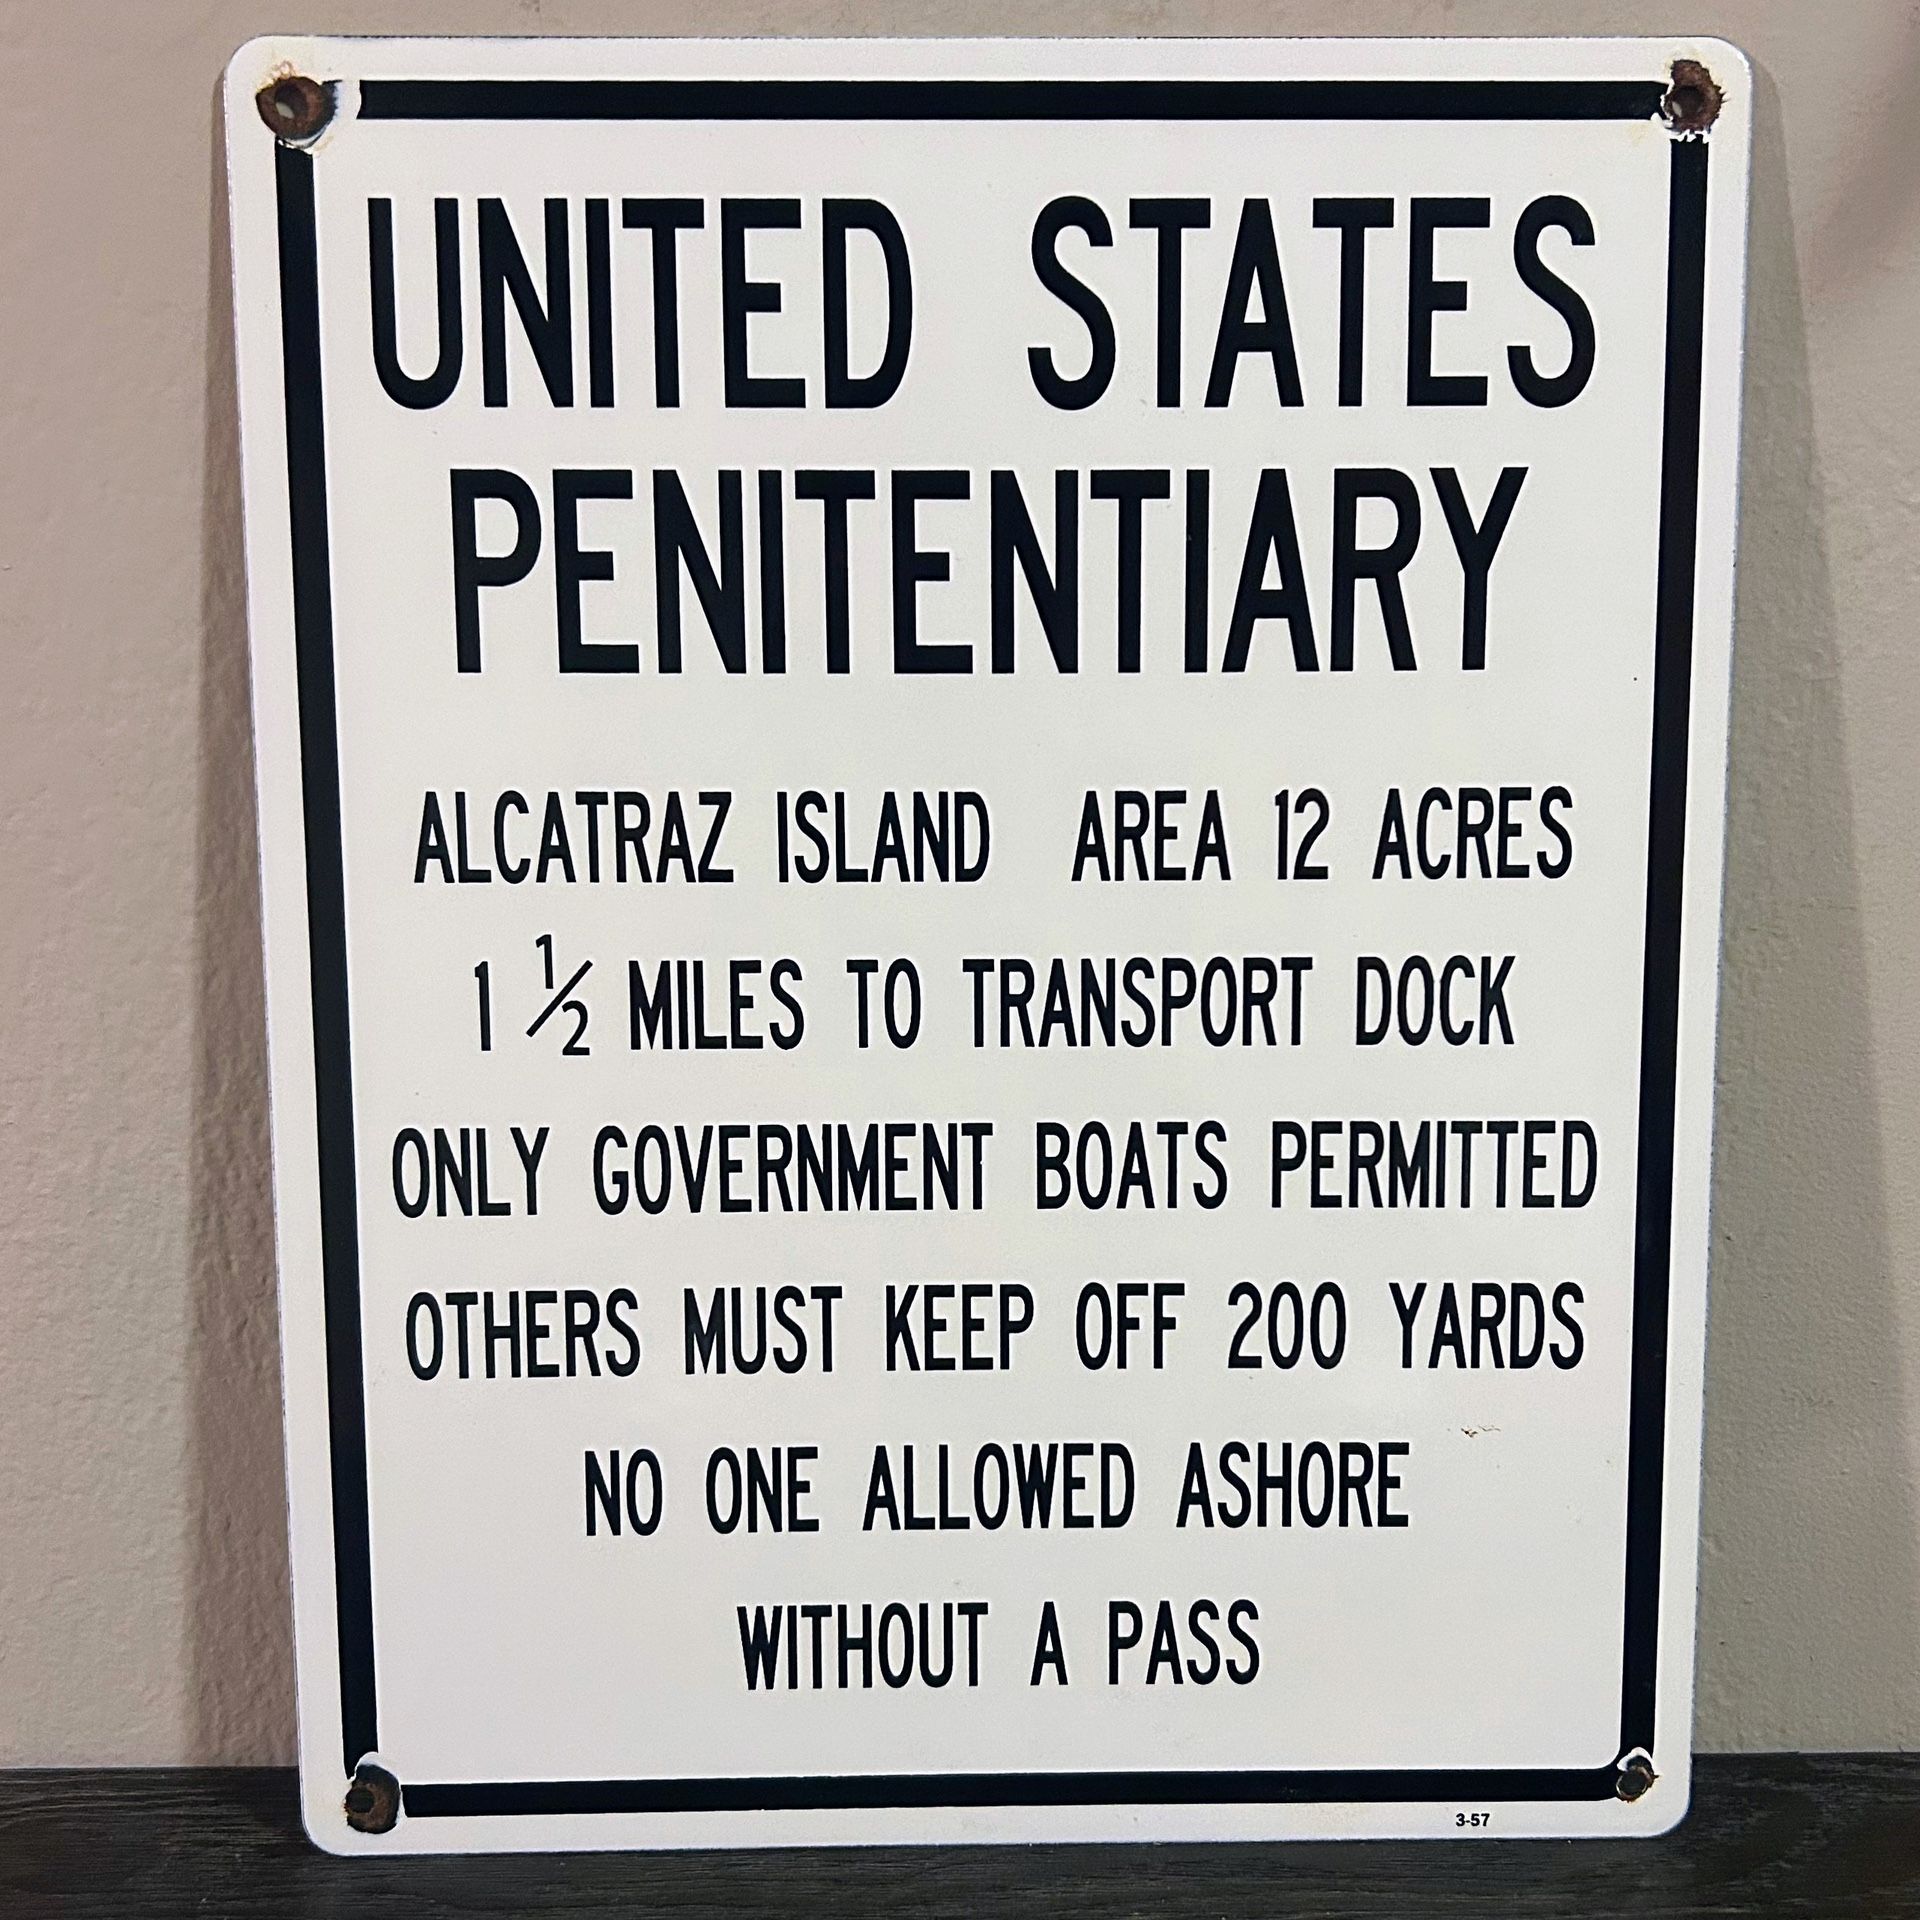 UNITED STATES
PENITENTIARY
ALCATRAZ ISLAND AREA 12 ACRES
1 ½ MILES TO TRANSPORT DOCK
ONLY GOVERNMENT BOATS PERMITTED
OTHERS MUST KEEP OFF 200 YARDS
NO ONE ALLOWED ASHORE
WITHOUT A PASS
3-57